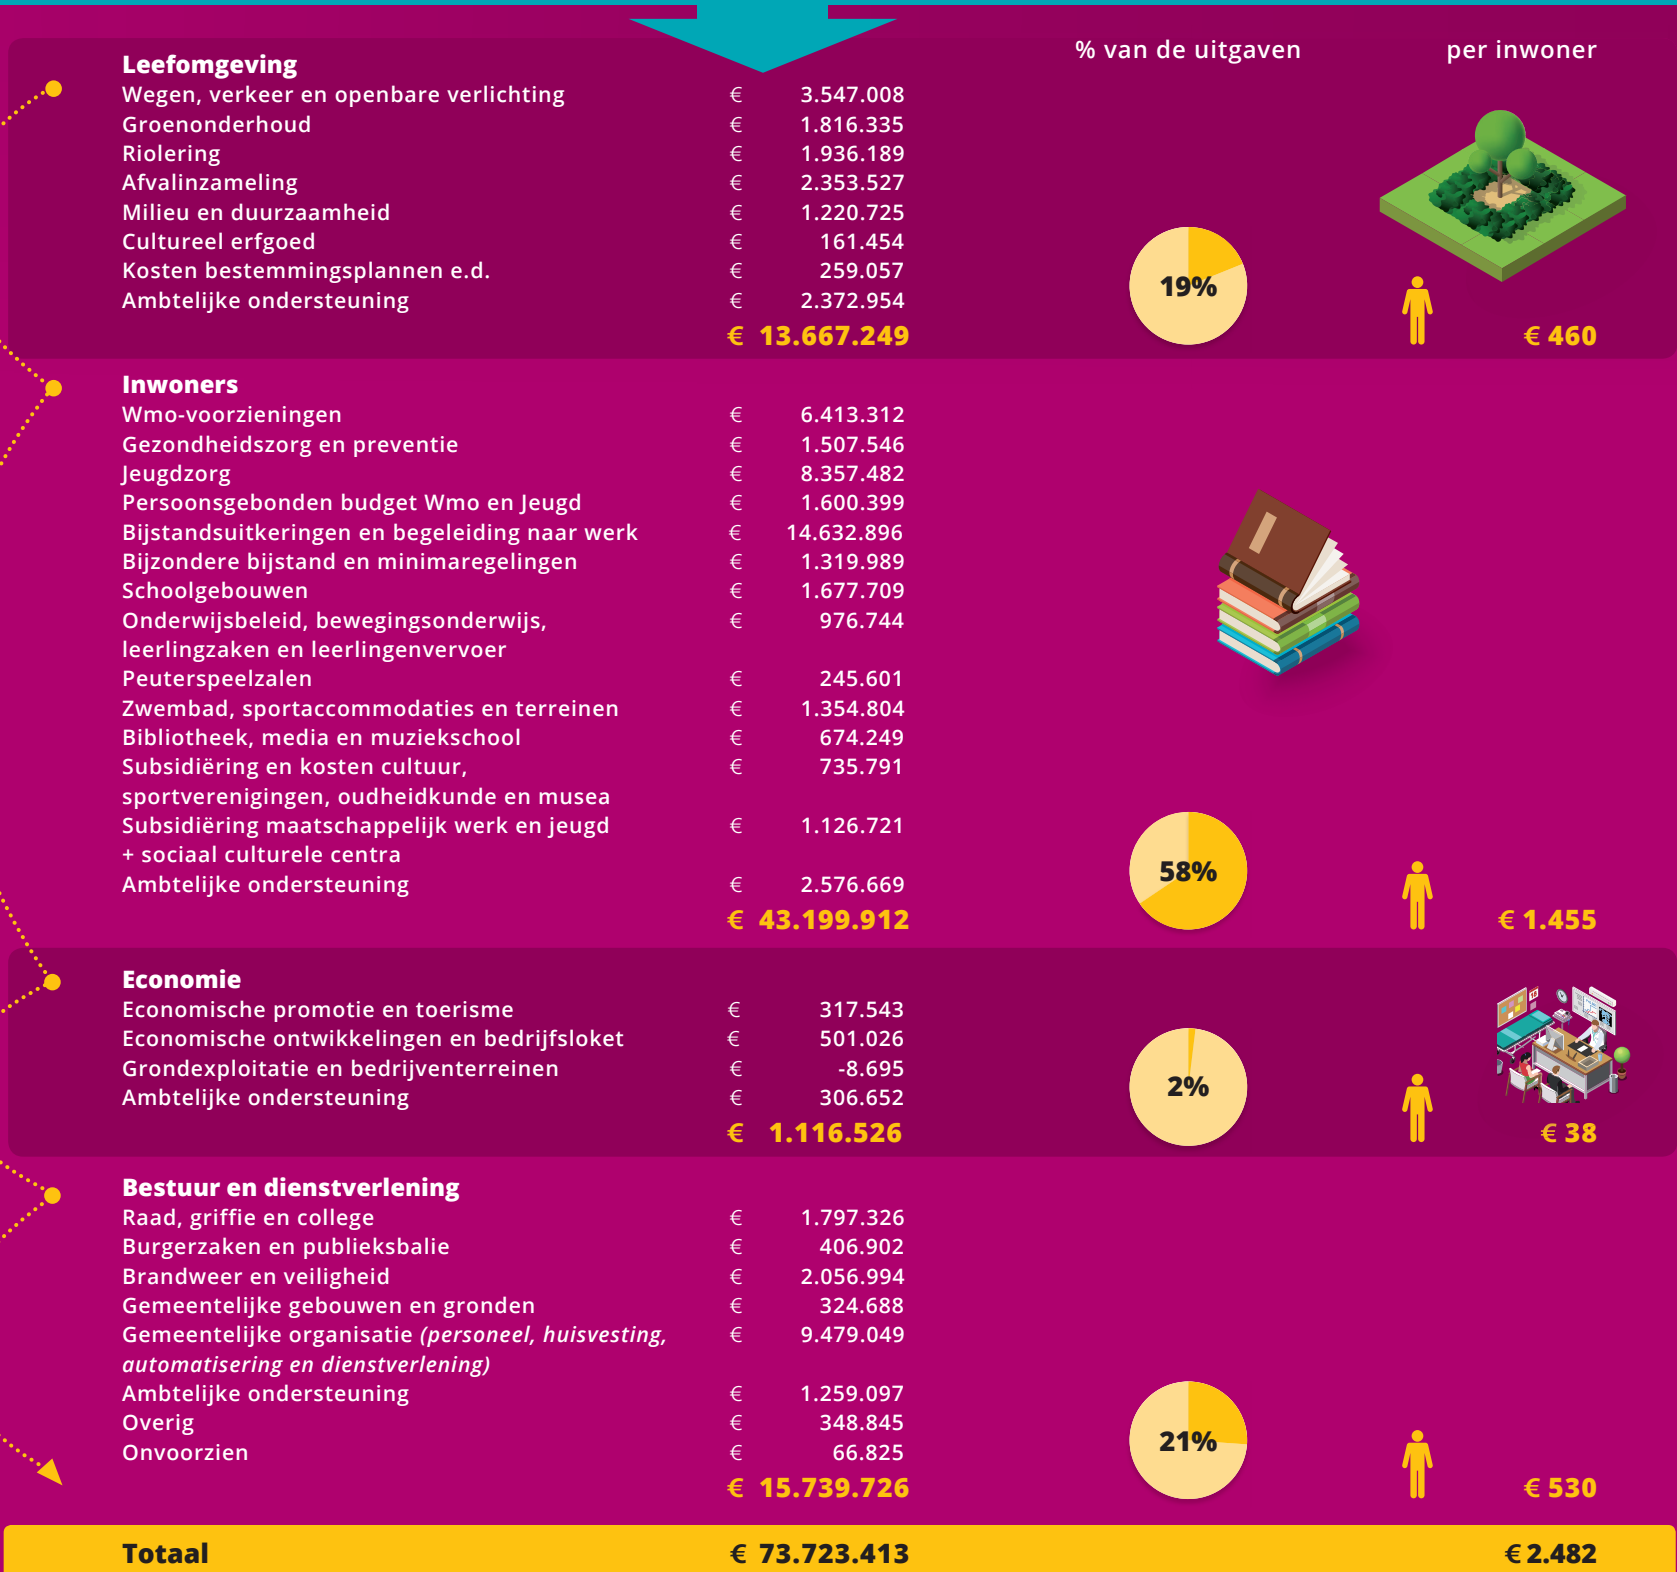 % van de uitgaven per inwoner
Leefomgeving
Wegen, verkeer en openbare verlichting € 3.547.008
Groenonderhoud € 1.816.335
Riolering € 1.936.189
Afvalinzameling € 2.353.527
Milieu en duurzaamheid € 1.220.725
Cultureel erfgoed € 161.454
Kosten bestemmingsplannen e.d. € 259.057
Ambtelijke ondersteuning € 2.372.954
€ 13.667.249 19% € 460
Inwoners
Wmo-voorzieningen € 6.413.312
Gezondheidszorg en preventie € 1.507.546
Jeugdzorg € 8.357.482
Persoonsgebonden budget Wmo en Jeugd € 1.600.399
Bijstandsuitkeringen en begeleiding naar werk € 14.632.896
Bijzondere bijstand en minimaregelingen € 1.319.989
Schoolgebouwen € 1.677.709
Onderwijsbeleid, bewegingsonderwijs, € 976.744
leerlingzaken en leerlingenvervoer
Peuterspeelzalen € 245.601
Zwembad, sportaccommodaties en terreinen € 1.354.804
Bibliotheek, media en muziekschool € 674.249
Subsidiëring en kosten cultuur, € 735.791
sportverenigingen, oudheidkunde en musea
Subsidiëring maatschappelijk werk en jeugd € 1.126.721
+ sociaal culturele centra
Ambtelijke ondersteuning € 2.576.669
€ 43.199.912 58% € 1.455
Economie
Economische promotie en toerisme € 317.543
Economische ontwikkelingen en bedrijfsloket € 501.026
Grondexploitatie en bedrijventerreinen € -8.695
Ambtelijke ondersteuning € 306.652
€ 1.116.526 2% € 38
Bestuur en dienstverlening
Raad, griffie en college € 1.797.326
Burgerzaken en publieksbalie € 406.902
Brandweer en veiligheid € 2.056.994
Gemeentelijke gebouwen en gronden € 324.688
Gemeentelijke organisatie (personeel, huisvesting, € 9.479.049
automatisering en dienstverlening)
Ambtelijke ondersteuning € 1.259.097
Overig € 348.845
Onvoorzien € 66.825
€ 15.739.726 21% € 530
Totaal € 73.723.413 € 2.482